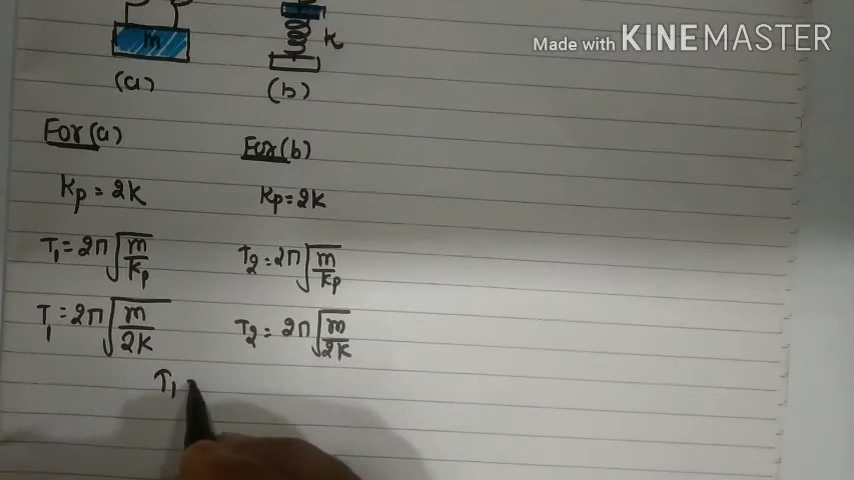 Made with KINEMASTER
m
K
(a)
(b)
For(a)
For(b)
Kp = 2K
Kp = 2K
T₁ = 2π√m/Kp
T₂ = 2π√m/Kp
T₁ = 2π√m/2K
T₂ = 2π√m/2K
T₁